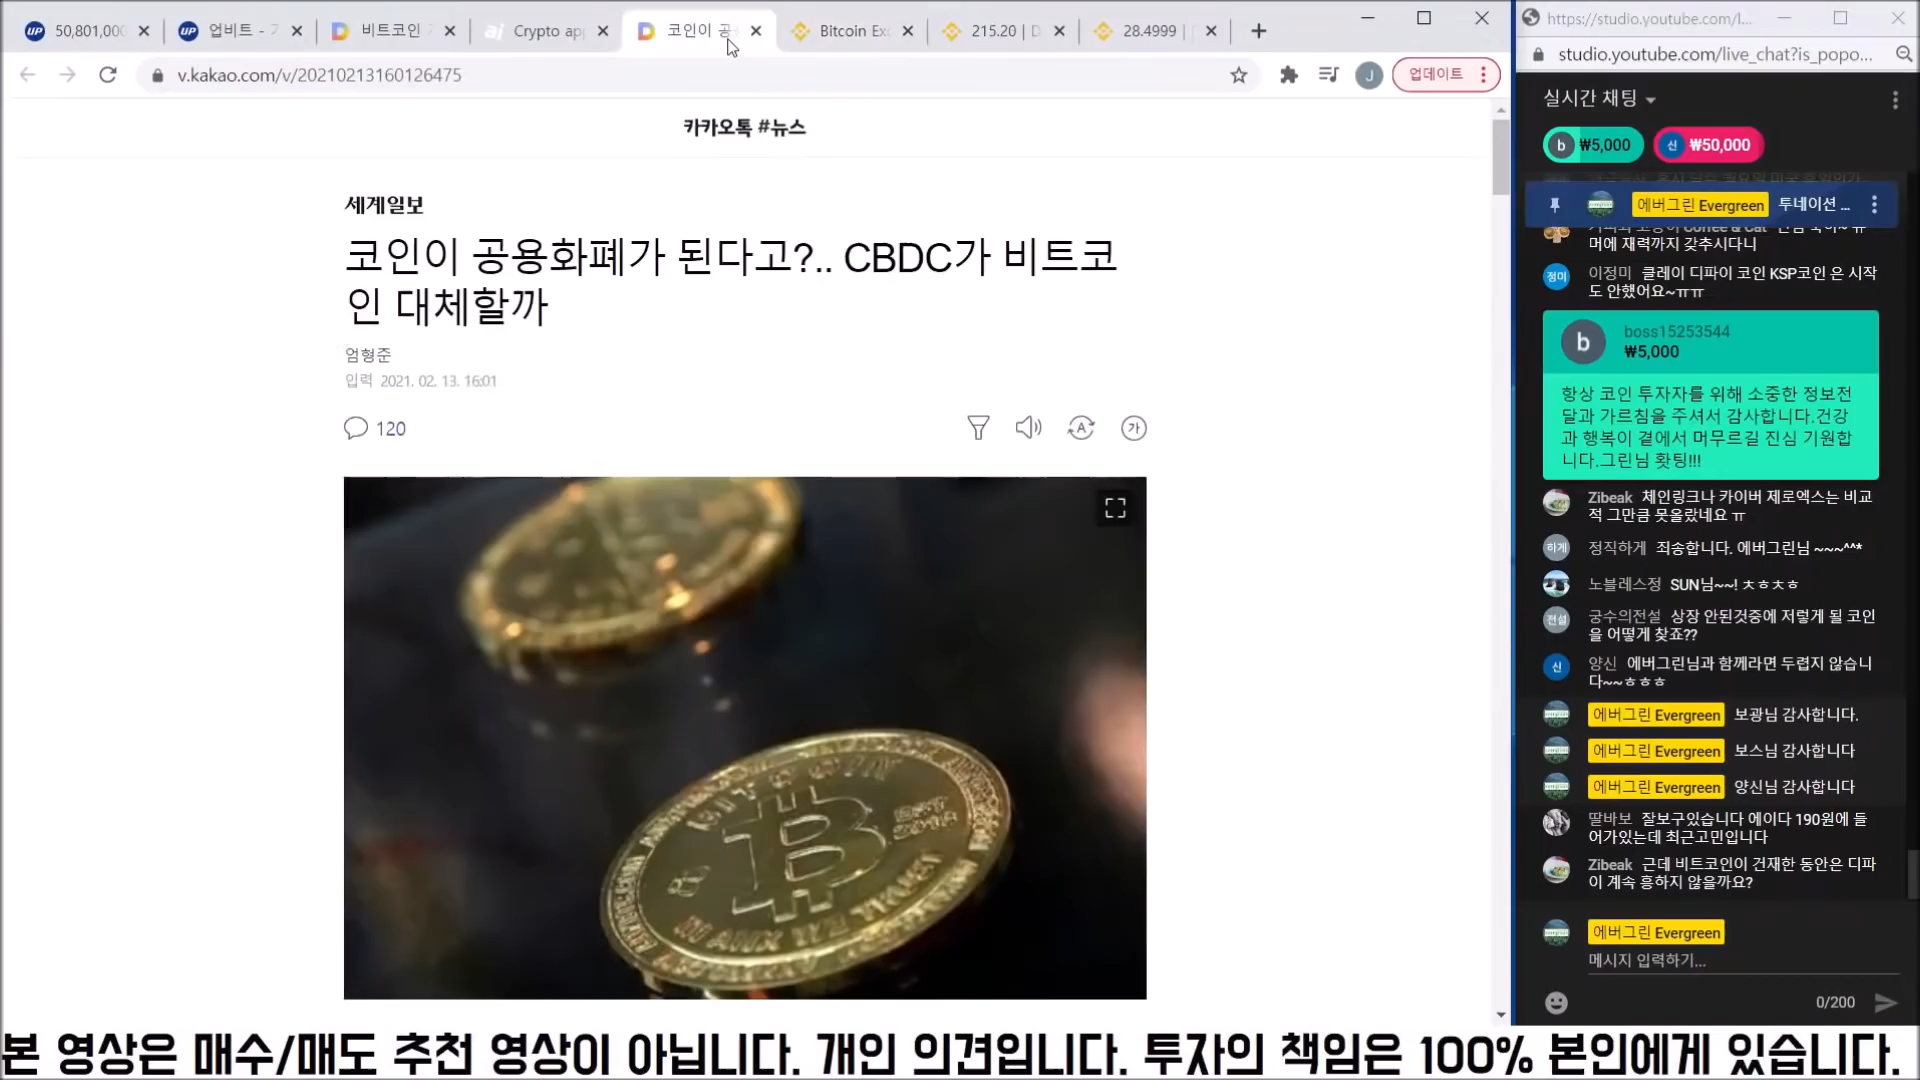 50,801,000
업비트 -
비트코인
Crypto ap
코인이 공
Bitcoin Exc
215.20 | D
28.4999 |
v.kakao.com/v/20210213160126475
J
업데이트
카카오톡 #뉴스
세계일보
코인이 공용화폐가 된다고?.. CBDC가 비트코
인 대체할까
엄형준
입력 2021. 02. 13. 16:01
120
가
https://studio.youtube.com/l...
studio.youtube.com/live_chat?is_popo...
실시간 채팅
b ₩5,000
신 ₩50,000
에버그린 Evergreen 투네이션 ...
머에 재력까지 갖추시다니
정미 이정미 클레이 디파이 코인 KSP코인 은 시작
도 안했어요~ㅠㅠ
b boss15253544
₩5,000
항상 코인 투자자를 위해 소중한 정보전
달과 가르침을 주셔서 감사합니다.건강
과 행복이 곁에서 머무르길 진심 기원합
니다.그린님 홧팅!!!
Zibeak 체인링크나 카이버 제로엑스는 비교
적 그만큼 못올랐네요 ㅠ
하게 정직하게 죄송합니다. 에버그린님 ~~~^^*
노블레스정 SUN님~~! ㅊㅎㅊㅎ
전설 궁수의전설 상장 안된것중에 저렇게 될 코인
을 어떻게 찾죠??
신 양신 에버그린님과 함께라면 두렵지 않습니
다~~ㅎㅎㅎ
에버그린 Evergreen 보광님 감사합니다.
에버그린 Evergreen 보스님 감사합니다
에버그린 Evergreen 양신님 감사합니다
딸바보 잘보구있습니다 에이다 190원에 들
어가있는데 최근고민입니다
Zibeak 근데 비트코인이 건재한 동안은 디파
이 계속 흥하지 않을까요?
에버그린 Evergreen
메시지 입력하기...
0/200
본 영상은 매수/매도 추천 영상이 아닙니다. 개인 의견입니다. 투자의 책임은 100% 본인에게 있습니다.